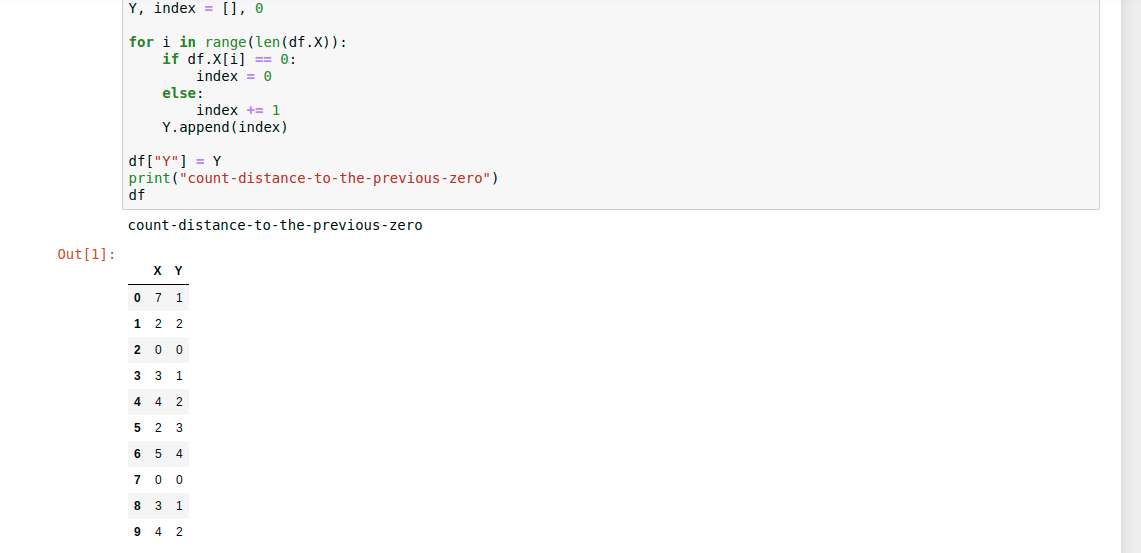 Y, index = [], 0
for i in range(len(df.X)):
    if df.X[i] == 0:
        index = 0
    else:
        index += 1
    Y.append(index)
df["Y"] = Y
print("count-distance-to-the-previous-zero")
df
count-distance-to-the-previous-zero
Out[1]:
X Y
0 7 1
1 2 2
2 0 0
3 3 1
4 4 2
5 2 3
6 5 4
7 0 0
8 3 1
9 4 2